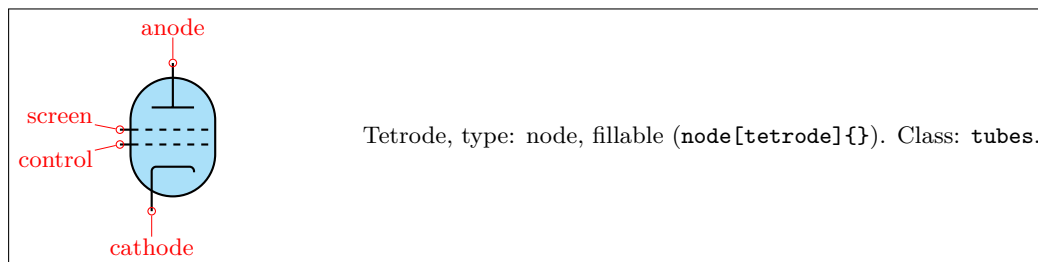 anode
screen
control
cathode
Tetrode, type: node, fillable (node[tetrode]{}). Class: tubes.